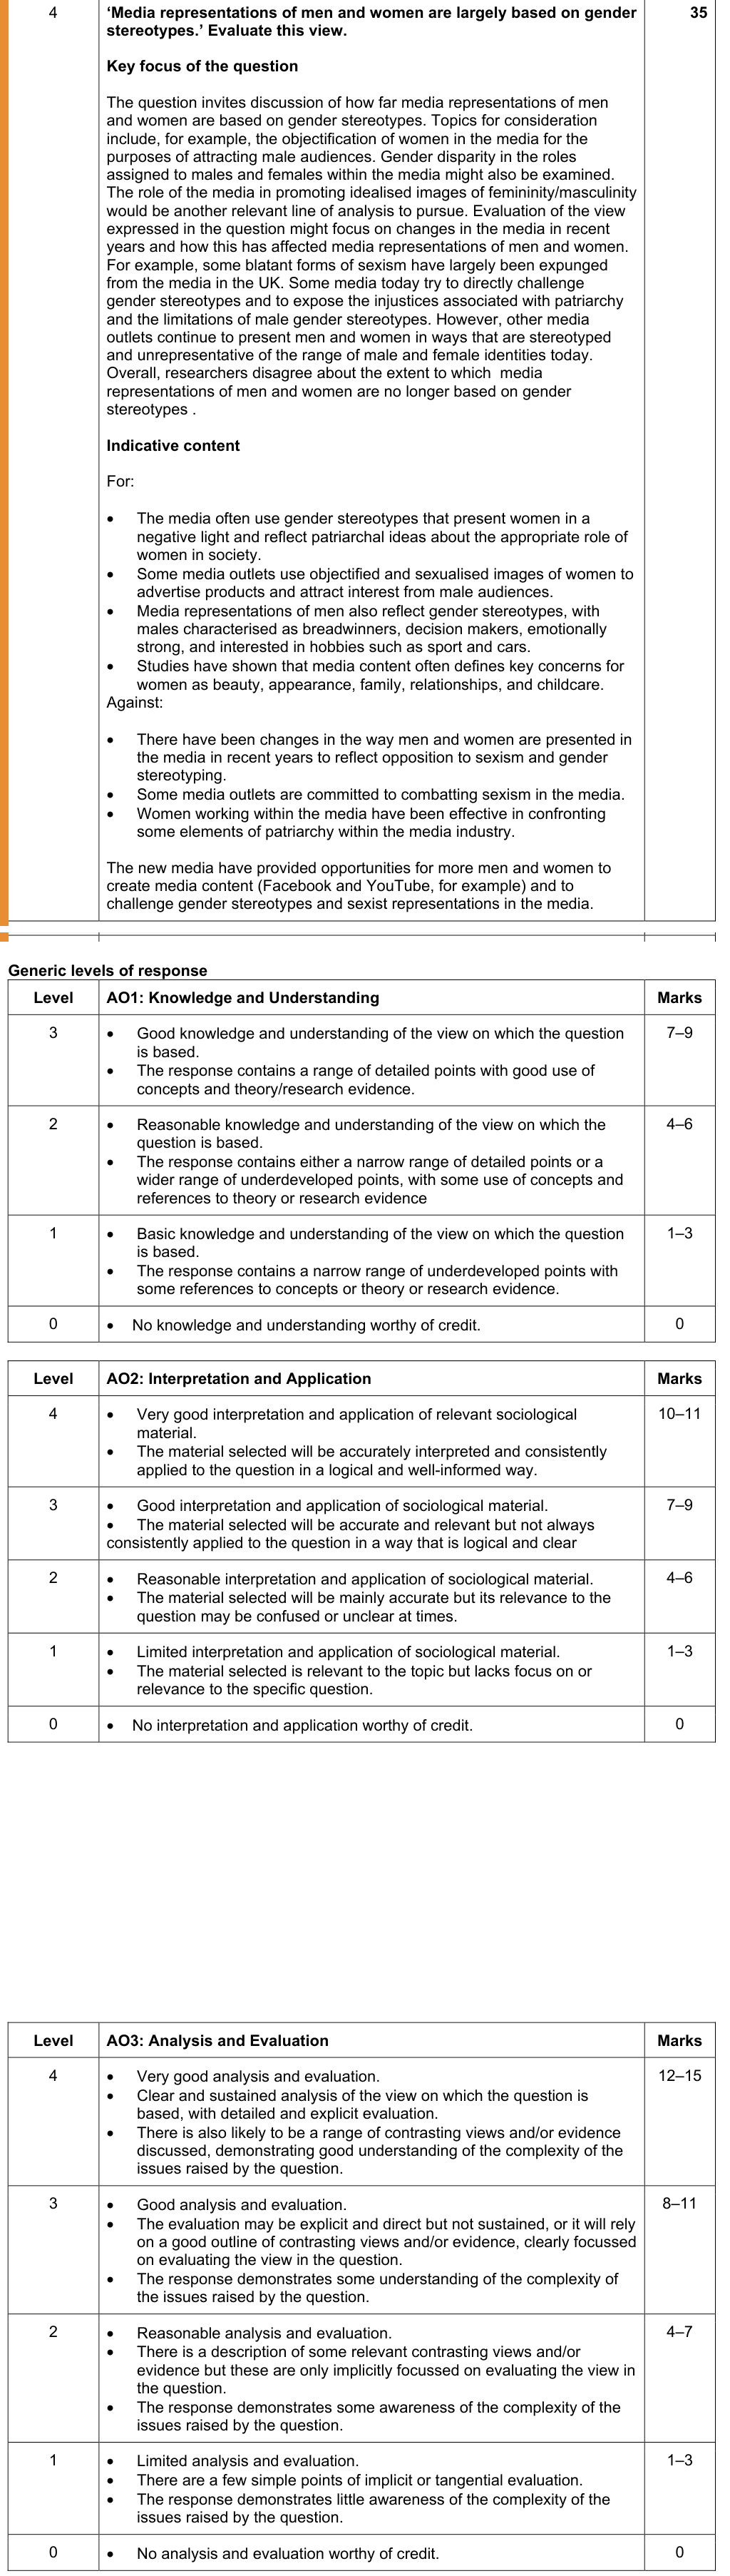 4
‘Media representations of men and women are largely based on gender
stereotypes.’ Evaluate this view.
35
Key focus of the question
The question invites discussion of how far media representations of men
and women are based on gender stereotypes. Topics for consideration
include, for example, the objectification of women in the media for the
purposes of attracting male audiences. Gender disparity in the roles
assigned to males and females within the media might also be examined.
The role of the media in promoting idealised images of femininity/masculinity
would be another relevant line of analysis to pursue. Evaluation of the view
expressed in the question might focus on changes in the media in recent
years and how this has affected media representations of men and women.
For example, some blatant forms of sexism have largely been expunged
from the media in the UK. Some media today try to directly challenge
gender stereotypes and to expose the injustices associated with patriarchy
and the limitations of male gender stereotypes. However, other media
outlets continue to present men and women in ways that are stereotyped
and unrepresentative of the range of male and female identities today.
Overall, researchers disagree about the extent to which  media
representations of men and women are no longer based on gender
stereotypes .
Indicative content
For:
• The media often use gender stereotypes that present women in a
negative light and reflect patriarchal ideas about the appropriate role of
women in society.
• Some media outlets use objectified and sexualised images of women to
advertise products and attract interest from male audiences.
• Media representations of men also reflect gender stereotypes, with
males characterised as breadwinners, decision makers, emotionally
strong, and interested in hobbies such as sport and cars.
• Studies have shown that media content often defines key concerns for
women as beauty, appearance, family, relationships, and childcare.
Against:
• There have been changes in the way men and women are presented in
the media in recent years to reflect opposition to sexism and gender
stereotyping.
• Some media outlets are committed to combatting sexism in the media.
• Women working within the media have been effective in confronting
some elements of patriarchy within the media industry.
The new media have provided opportunities for more men and women to
create media content (Facebook and YouTube, for example) and to
challenge gender stereotypes and sexist representations in the media.
Generic levels of response
Level AO1: Knowledge and Understanding Marks
3 • Good knowledge and understanding of the view on which the question 7–9
is based.
• The response contains a range of detailed points with good use of
concepts and theory/research evidence.
2 • Reasonable knowledge and understanding of the view on which the 4–6
question is based.
• The response contains either a narrow range of detailed points or a
wider range of underdeveloped points, with some use of concepts and
references to theory or research evidence
1 • Basic knowledge and understanding of the view on which the question 1–3
is based.
• The response contains a narrow range of underdeveloped points with
some references to concepts or theory or research evidence.
0 • No knowledge and understanding worthy of credit. 0
Level AO2: Interpretation and Application Marks
4 • Very good interpretation and application of relevant sociological 10–11
material.
• The material selected will be accurately interpreted and consistently
applied to the question in a logical and well-informed way.
3 • Good interpretation and application of sociological material. 7–9
• The material selected will be accurate and relevant but not always
consistently applied to the question in a way that is logical and clear
2 • Reasonable interpretation and application of sociological material. 4–6
• The material selected will be mainly accurate but its relevance to the
question may be confused or unclear at times.
1 • Limited interpretation and application of sociological material. 1–3
• The material selected is relevant to the topic but lacks focus on or
relevance to the specific question.
0 • No interpretation and application worthy of credit. 0
Level AO3: Analysis and Evaluation Marks
4 • Very good analysis and evaluation. 12–15
• Clear and sustained analysis of the view on which the question is
based, with detailed and explicit evaluation.
• There is also likely to be a range of contrasting views and/or evidence
discussed, demonstrating good understanding of the complexity of the
issues raised by the question.
3 • Good analysis and evaluation. 8–11
• The evaluation may be explicit and direct but not sustained, or it will rely
on a good outline of contrasting views and/or evidence, clearly focussed
on evaluating the view in the question.
• The response demonstrates some understanding of the complexity of
the issues raised by the question.
2 • Reasonable analysis and evaluation. 4–7
• There is a description of some relevant contrasting views and/or
evidence but these are only implicitly focussed on evaluating the view in
the question.
• The response demonstrates some awareness of the complexity of the
issues raised by the question.
1 • Limited analysis and evaluation. 1–3
• There are a few simple points of implicit or tangential evaluation.
• The response demonstrates little awareness of the complexity of the
issues raised by the question.
0 • No analysis and evaluation worthy of credit. 0